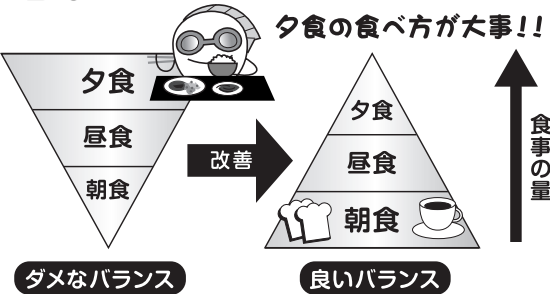 夕食の食べ方が大事!!
夕食
昼食
朝食
改善
夕食
昼食
朝食
食事の量
ダメなバランス
良いバランス